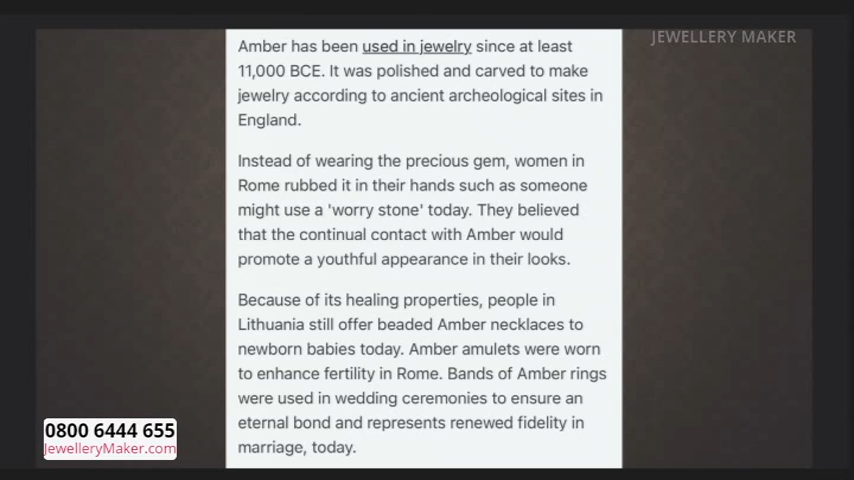 JEWELLERY MAKER
Amber has been used in jewelry since at least
11,000 BCE. It was polished and carved to make
jewelry according to ancient archeological sites in
England.
Instead of wearing the precious gem, women in
Rome rubbed it in their hands such as someone
might use a 'worry stone' today. They believed
that the continual contact with Amber would
promote a youthful appearance in their looks.
Because of its healing properties, people in
Lithuania still offer beaded Amber necklaces to
newborn babies today. Amber amulets were worn
to enhance fertility in Rome. Bands of Amber rings
were used in wedding ceremonies to ensure an
eternal bond and represents renewed fidelity in
marriage, today.
0800 6444 655
JewelleryMaker.com